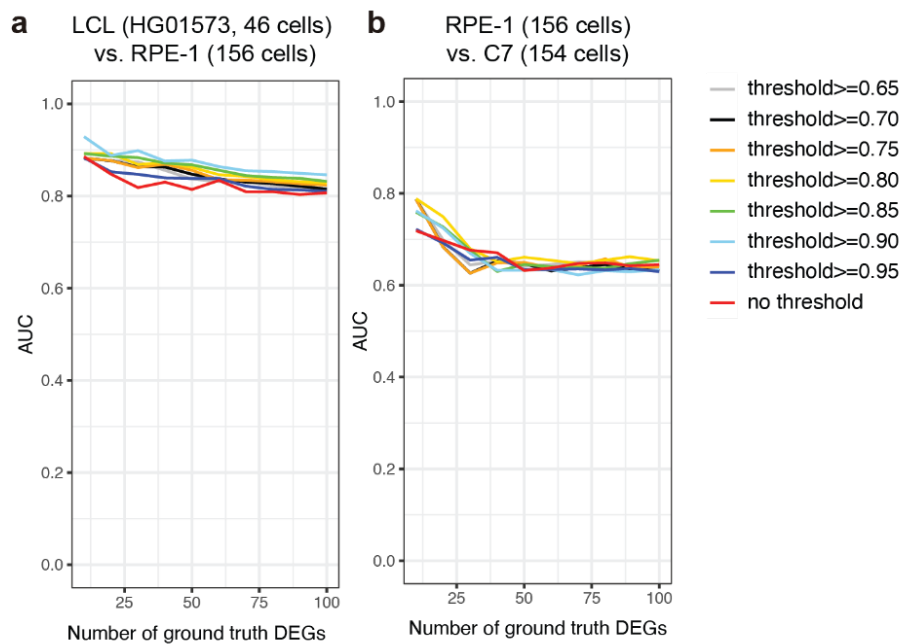 a
LCL (HG01573, 46 cells)
vs. RPE-1 (156 cells)
1.0
0.8
0.6
0.4
0.2
0.0
AUC
25
50
75
100
Number of ground truth DEGs
b
RPE-1 (156 cells)
vs. C7 (154 cells)
1.0
0.8
0.6
0.4
0.2
0.0
AUC
25
50
75
100
Number of ground truth DEGs
threshold>=0.65
threshold>=0.70
threshold>=0.75
threshold>=0.80
threshold>=0.85
threshold>=0.90
threshold>=0.95
no threshold